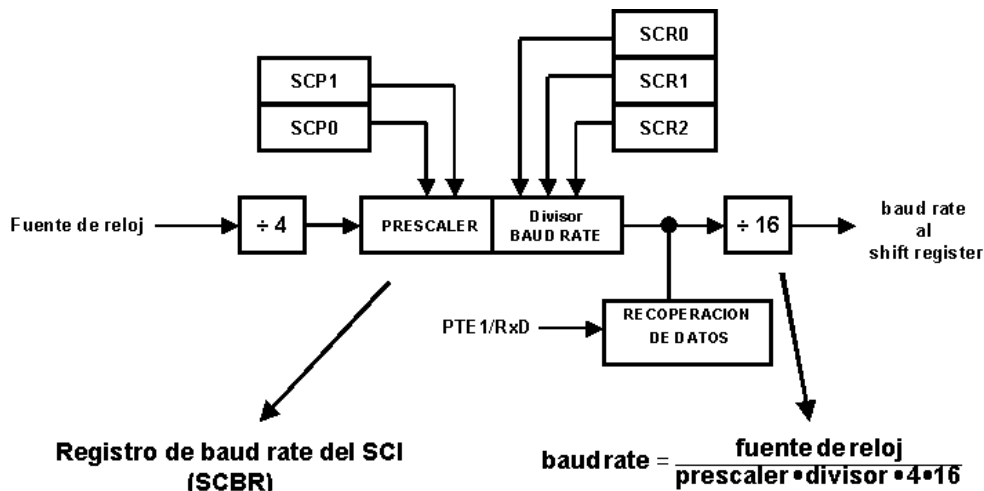 SCR0
SCP1
SCR1
SCP0
SCR2
Fuente de reloj
÷ 4
PRESCALER
Divisor
BAUD RATE
÷ 16
baud rate
al
shift register
PTE1/RxD
RECOPERACION
DE DATOS
Registro de baud rate del SCI
(SCBR)
baud rate = fuente de reloj
prescaler•divisor •4•16